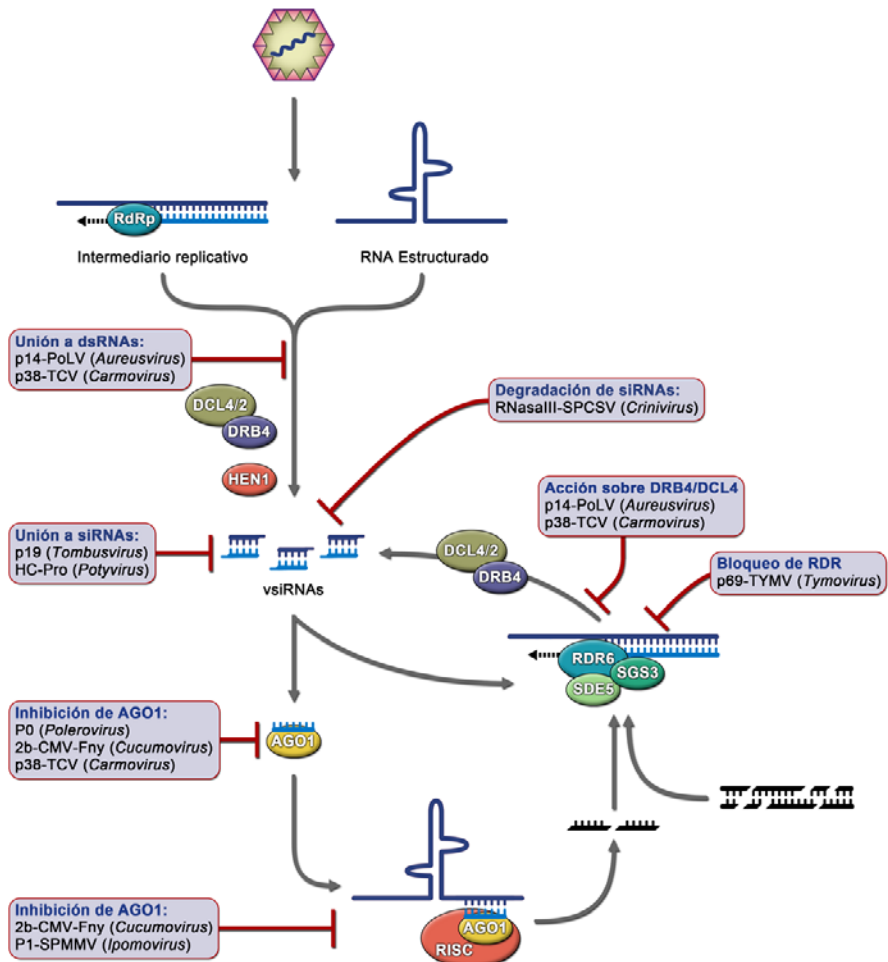 RdRp
Intermediario replicativo
RNA Estructurado
Unión a dsRNAs:
p14-PoLV (Aureusvirus)
p38-TCV (Carmovirus)
DCL4/2
DRB4
HEN1
Degradación de siRNAs:
RNasaIII-SPCSV (Crinivirus)
Acción sobre DRB4/DCL4
p14-PoLV (Aureusvirus)
p38-TCV (Carmovirus)
Unión a siRNAs:
p19 (Tombusvirus)
HC-Pro (Potyvirus)
vsiRNAs
DCL4/2
DRB4
Bloqueo de RDR
p69-TYMV (Tymovirus)
RDR6
SGS3
SDE5
Inhibición de AGO1:
P0 (Polerovirus)
2b-CMV-Fny (Cucumovirus)
p38-TCV (Carmovirus)
AGO1
Inhibición de AGO1:
2b-CMV-Fny (Cucumovirus)
P1-SPMMV (Ipomovirus)
AGO1
RISC